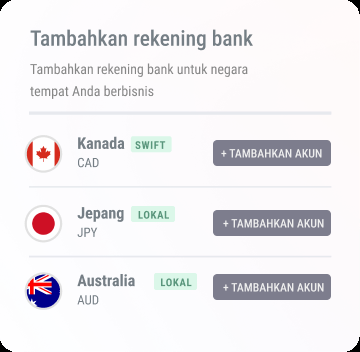 Tambahkan rekening bank
Tambahkan rekening bank untuk negara
tempat Anda berbisnis
Kanada SWIFT
CAD
+ TAMBAHKAN AKUN
Jepang LOKAL
JPY
+ TAMBAHKAN AKUN
Australia LOKAL
AUD
+ TAMBAHKAN AKUN